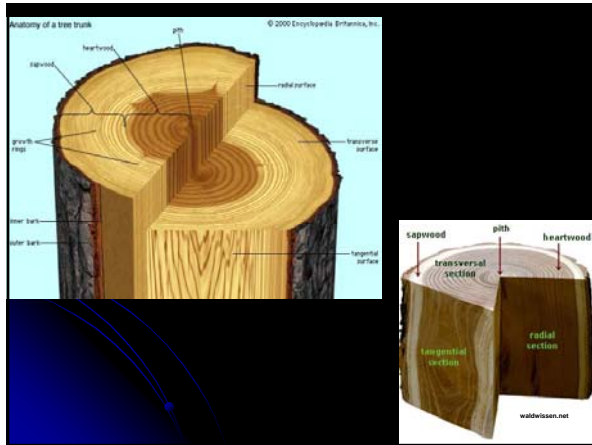 Anatomy of a tree trunk
© 2000 Encyclopædia Britannica, Inc.
pith
heartwood
sapwood
radial surface
growth
rings
transverse
surface
inner bark
outer bark
tangential
surface
sapwood
pith
heartwood
transversal
section
tangential
section
radial
section
waldwissen.net